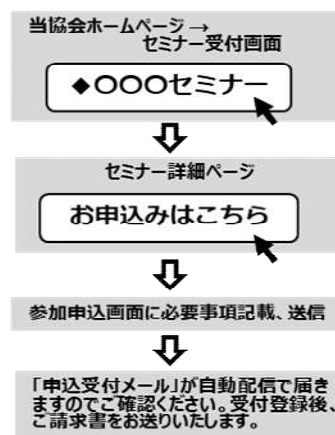 当協会ホームページ→
セミナー受付画面
◆〇〇〇セミナー
セミナー詳細ページ
お申込みはこちら
参加申込画面に必要事項記載、送信
「申込受付メール」が自動配信で届き
ますのでご確認ください。受付登録後、
ご請求書をお送りいたします。